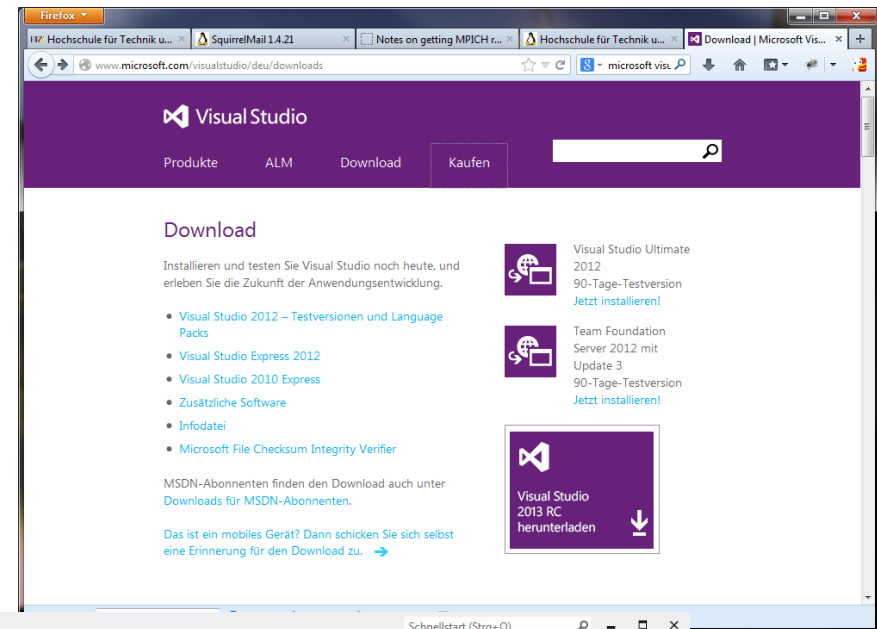 Firefox
Hochschule für Technik u...
SquirrelMail 1.4.21
Notes on getting MPICH r...
Hochschule für Technik u...
Download | Microsoft Vis...
www.microsoft.com/visualstudio/deu/downloads
microsoft visu
Visual Studio
Produkte ALM Download Kaufen
Download
Installieren und testen Sie Visual Studio noch heute, und
erleben Sie die Zukunft der Anwendungsentwicklung.
Visual Studio 2012 – Testversionen und Language
Packs
Visual Studio Express 2012
Visual Studio 2010 Express
Zusätzliche Software
Infodatei
Microsoft File Checksum Integrity Verifier
MSDN-Abonnenten finden den Download auch unter
Downloads für MSDN-Abonnenten.
Das ist ein mobiles Gerät? Dann schicken Sie sich selbst
eine Erinnerung für den Download zu.
Visual Studio Ultimate
2012
90-Tage-Testversion
Jetzt installieren!
Team Foundation
Server 2012 mit
Update 3
90-Tage-Testversion
Jetzt installieren!
Visual Studio
2013 RC
herunterladen
Schnellstart (Strg+Q)